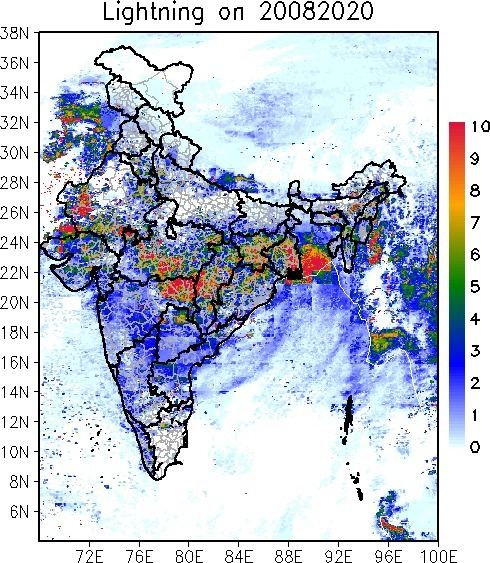 Lightning on 20082020
38N
36N
34N
32N
30N
28N
26N
24N
22N
20N
18N
16N
14N
12N
10N
8N
6N
72E 76E 80E 84E 88E 92E 96E 100E
10
9
8
7
6
5
4
3
2
1
0